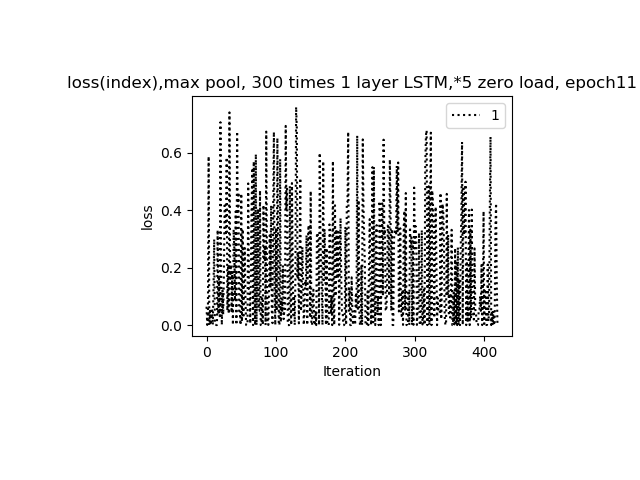 loss(index),max pool, 300 times 1 layer LSTM,*5 zero load, epoch11
1
loss
0.6
0.4
0.2
0.0
0 100 200 300 400
Iteration